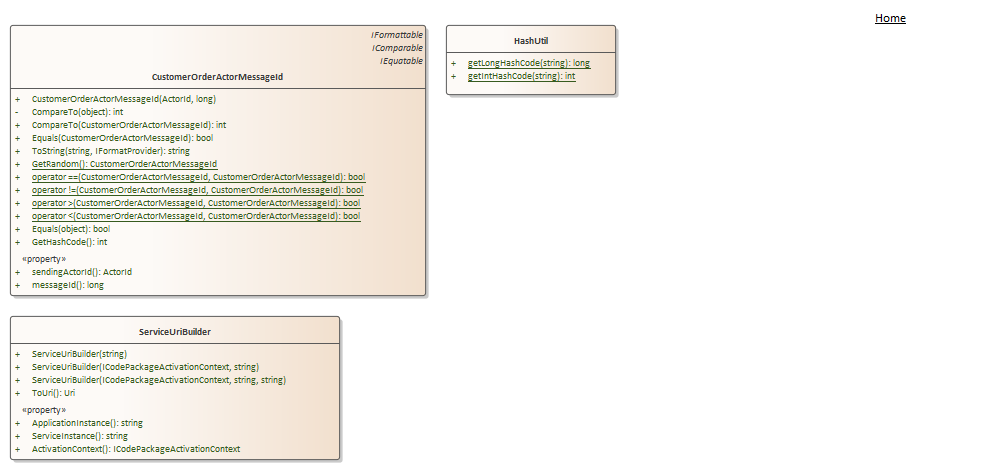 Home
IFormattable
IComparable
IEquatable
CustomerOrderActorMessageId
+ CustomerOrderActorMessageId(ActorId, long)
- CompareTo(object): int
+ CompareTo(CustomerOrderActorMessageId): int
+ Equals(CustomerOrderActorMessageId): bool
+ ToString(string, IFormatProvider): string
+ GetRandom(): CustomerOrderActorMessageId
+ operator ==(CustomerOrderActorMessageId, CustomerOrderActorMessageId): bool
+ operator !=(CustomerOrderActorMessageId, CustomerOrderActorMessageId): bool
+ operator >(CustomerOrderActorMessageId, CustomerOrderActorMessageId): bool
+ operator <(CustomerOrderActorMessageId, CustomerOrderActorMessageId): bool
+ Equals(object): bool
+ GetHashCode(): int
«property»
+ sendingActorId(): ActorId
+ messageId(): long
HashUtil
+ getLongHashCode(string): long
+ getIntHashCode(string): int
ServiceUriBuilder
+ ServiceUriBuilder(string)
+ ServiceUriBuilder(ICodePackageActivationContext, string)
+ ServiceUriBuilder(ICodePackageActivationContext, string, string)
+ ToUri(): Uri
«property»
+ ApplicationInstance(): string
+ ServiceInstance(): string
+ ActivationContext(): ICodePackageActivationContext